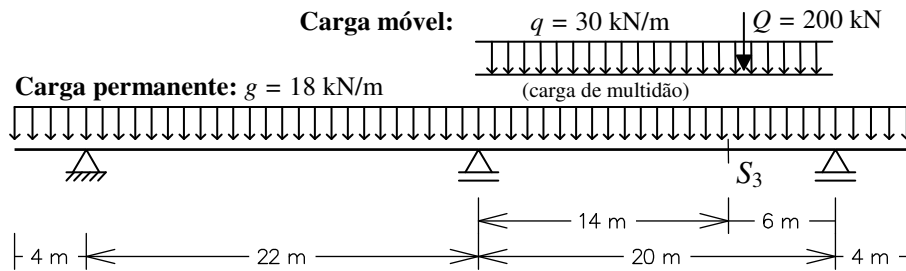 Carga móvel: q = 30 kN/m Q = 200 kN
(carga de multidão)
Carga permanente: g = 18 kN/m
S₃
14 m 6 m
4 m 22 m 20 m 4 m